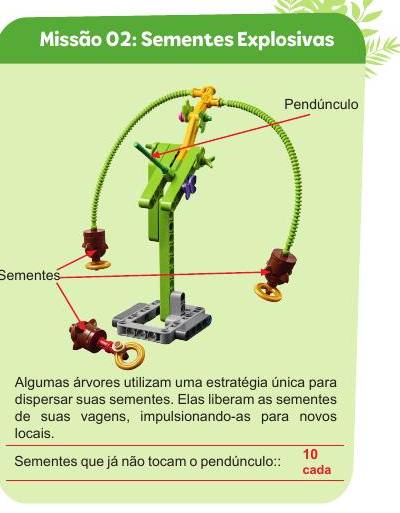 Missão 02: Sementes Explosivas
Pendúnculo
Sementes
Algumas árvores utilizam uma estratégia única para
dispersar suas sementes. Elas liberam as sementes
de suas vagens, impulsionando-as para novos
locais.
Sementes que já não tocam o pendúnculo:: 10
cada